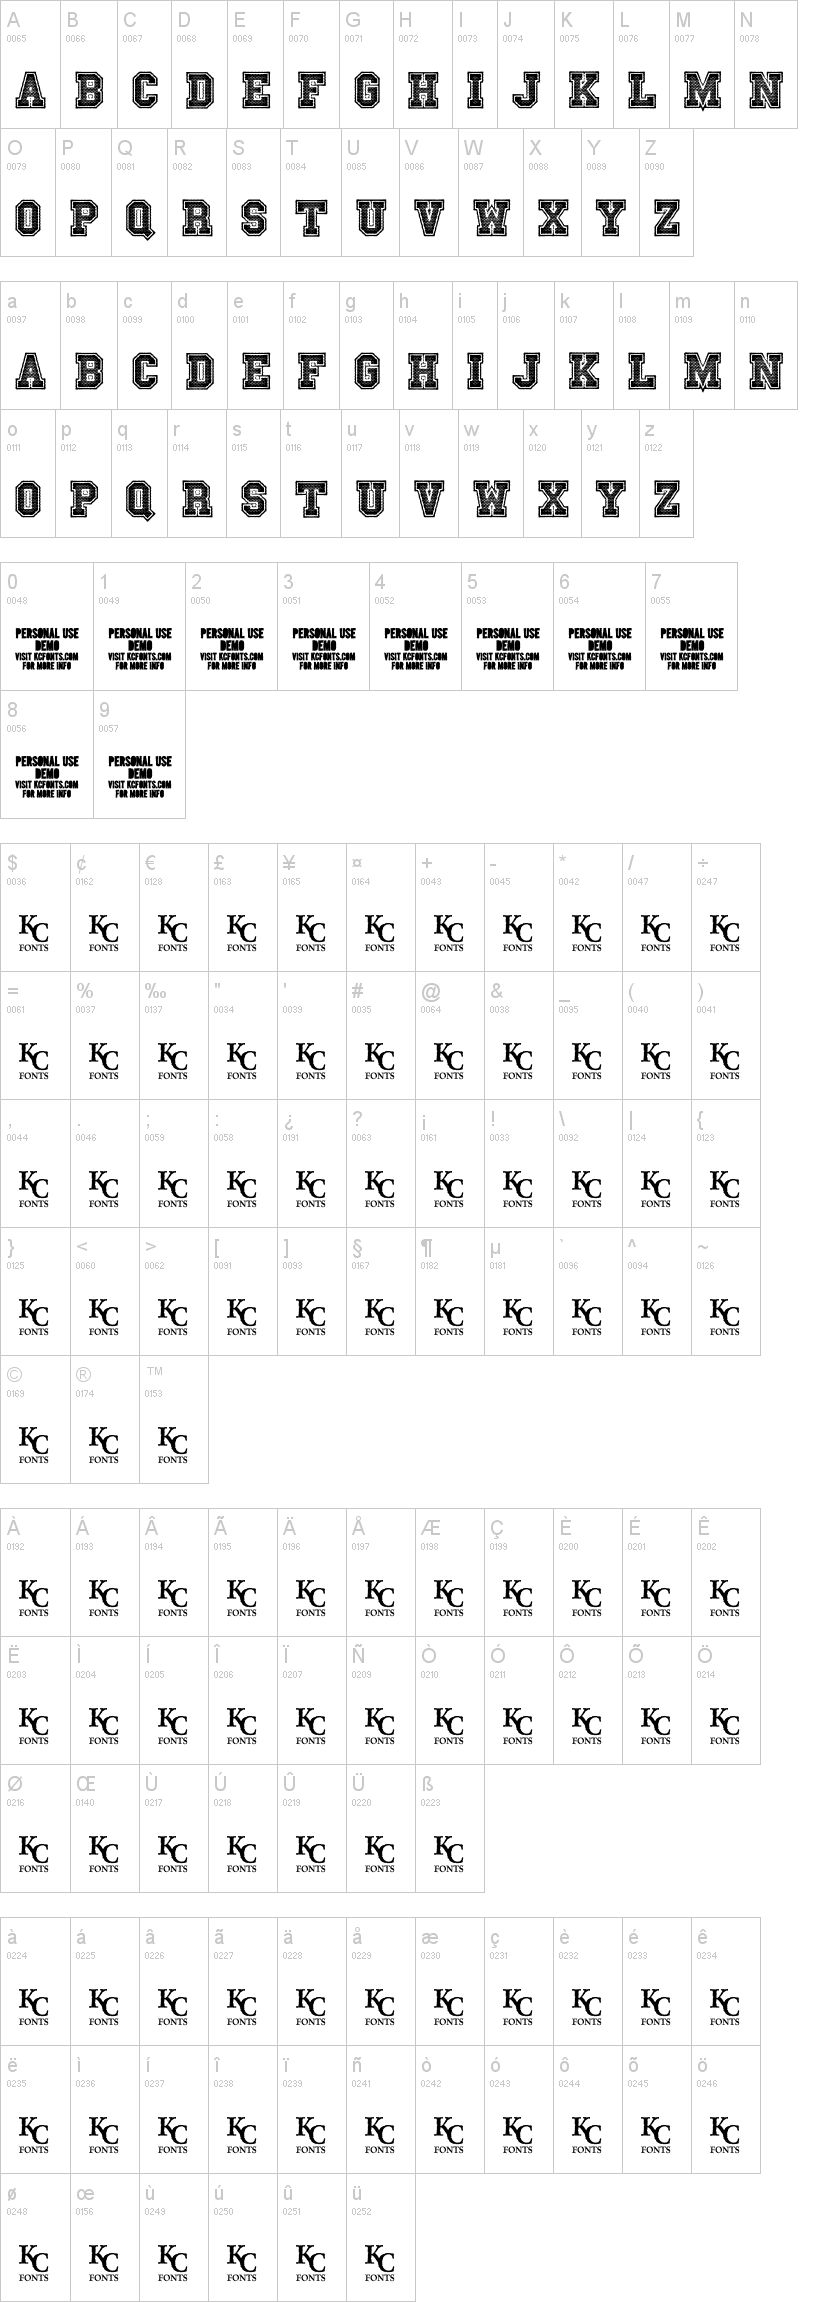 A B C D E F G H I J K L M N
0065 0066 0067 0068 0069 0070 0071 0072 0073 0074 0075 0076 0077 0078
A B C D E F G H I J K L M N
O P Q R S T U V W X Y Z
0079 0080 0081 0082 0083 0084 0085 0086 0087 0088 0089 0090
O P Q R S T U V W X Y Z
a b c d e f g h i j k l m n
0097 0098 0099 0100 0101 0102 0103 0104 0105 0106 0107 0108 0109 0110
A B C D E F G H I J K L M N
o p q r s t u v w x y z
0111 0112 0113 0114 0115 0116 0117 0118 0119 0120 0121 0122
O P Q R S T U V W X Y Z
0 1 2 3 4 5 6 7
0048 0049 0050 0051 0052 0053 0054 0055
PERSONAL USE PERSONAL USE PERSONAL USE PERSONAL USE PERSONAL USE PERSONAL USE PERSONAL USE PERSONAL USE
DEMO DEMO DEMO DEMO DEMO DEMO DEMO DEMO
VISIT KCFONTS.COM VISIT KCFONTS.COM VISIT KCFONTS.COM VISIT KCFONTS.COM VISIT KCFONTS.COM VISIT KCFONTS.COM VISIT KCFONTS.COM VISIT KCFONTS.COM
FOR MORE INFO FOR MORE INFO FOR MORE INFO FOR MORE INFO FOR MORE INFO FOR MORE INFO FOR MORE INFO FOR MORE INFO
8 9
0056 0057
PERSONAL USE PERSONAL USE
DEMO DEMO
VISIT KCFONTS.COM VISIT KCFONTS.COM
FOR MORE INFO FOR MORE INFO
$ ¢ € £ ¥ ¤ + - * / ÷
0036 0162 0128 0163 0165 0164 0043 0045 0042 0047 0247
KC KC KC KC KC KC KC KC KC KC KC
FONTS FONTS FONTS FONTS FONTS FONTS FONTS FONTS FONTS FONTS FONTS
= % ‰ " ' # @ & _ ( )
0061 0037 0137 0034 0039 0035 0064 0038 0095 0040 0041
KC KC KC KC KC KC KC KC KC KC KC
FONTS FONTS FONTS FONTS FONTS FONTS FONTS FONTS FONTS FONTS FONTS
, . ; : ¿ ? ¡ ! \ | {
0044 0046 0059 0058 0191 0063 0161 0033 0092 0124 0123
KC KC KC KC KC KC KC KC KC KC KC
FONTS FONTS FONTS FONTS FONTS FONTS FONTS FONTS FONTS FONTS FONTS
} < > [ ] § ¶ µ ` ^ ~
0125 0060 0062 0091 0093 0167 0182 0181 0096 0094 0126
KC KC KC KC KC KC KC KC KC KC KC
FONTS FONTS FONTS FONTS FONTS FONTS FONTS FONTS FONTS FONTS FONTS
© ® ™
0169 0174 0153
KC KC KC
FONTS FONTS FONTS
À Á Â Ã Ä Å Æ Ç È É Ê
0192 0193 0194 0195 0196 0197 0198 0199 0200 0201 0202
KC KC KC KC KC KC KC KC KC KC KC
FONTS FONTS FONTS FONTS FONTS FONTS FONTS FONTS FONTS FONTS FONTS
Ë Ì Í Î Ï Ñ Ò Ó Ô Õ Ö
0203 0204 0205 0206 0207 0209 0210 0211 0212 0213 0214
KC KC KC KC KC KC KC KC KC KC KC
FONTS FONTS FONTS FONTS FONTS FONTS FONTS FONTS FONTS FONTS FONTS
Ø Œ Ù Ú Û Ü ß
0216 0140 0217 0218 0219 0220 0223
KC KC KC KC KC KC KC
FONTS FONTS FONTS FONTS FONTS FONTS FONTS
à á â ã ä å æ ç è é ê
0224 0225 0226 0227 0228 0229 0230 0231 0232 0233 0234
KC KC KC KC KC KC KC KC KC KC KC
FONTS FONTS FONTS FONTS FONTS FONTS FONTS FONTS FONTS FONTS FONTS
ë ì í î ï ñ ò ó ô õ ö
0235 0236 0237 0238 0239 0241 0242 0243 0244 0245 0246
KC KC KC KC KC KC KC KC KC KC KC
FONTS FONTS FONTS FONTS FONTS FONTS FONTS FONTS FONTS FONTS FONTS
ø œ ù ú û ü
0248 0156 0249 0250 0251 0252
KC KC KC KC KC KC
FONTS FONTS FONTS FONTS FONTS FONTS